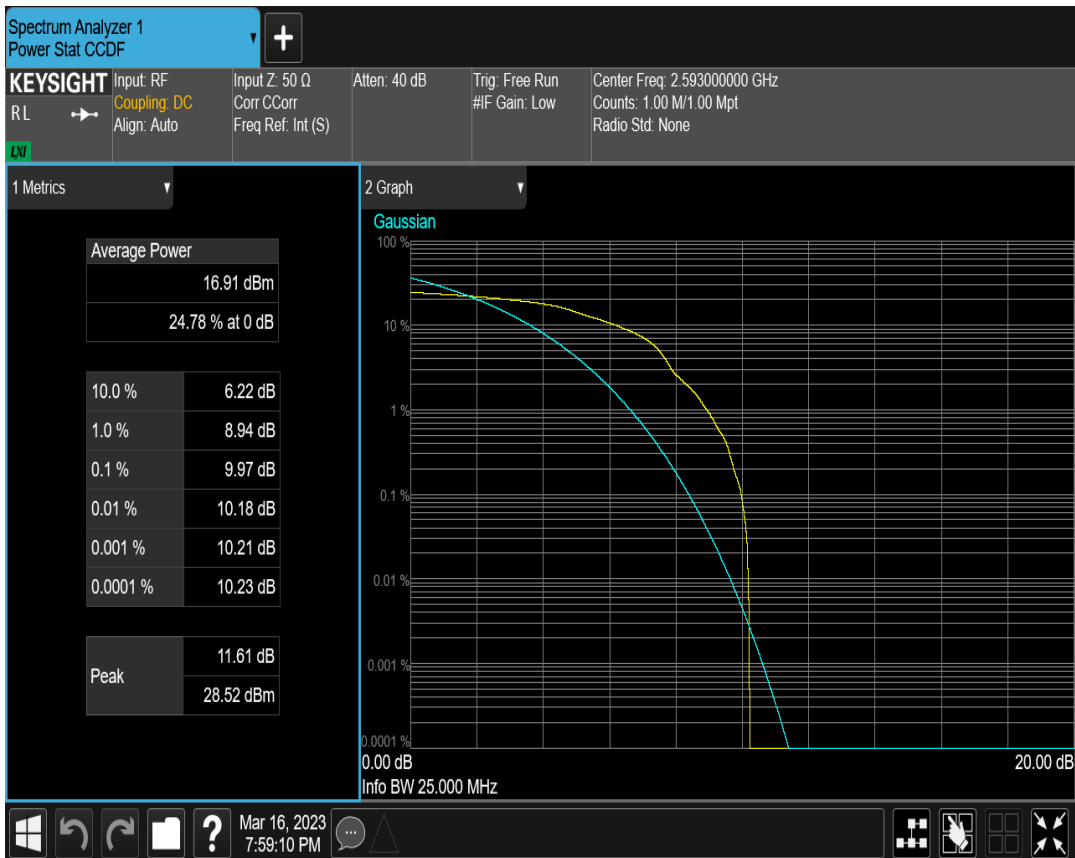 Spectrum Analyzer 1
Power Stat CCDF
KEYSIGHT
RL
LXI
Input: RF
Coupling: DC
Align: Auto
Input Z: 50 Ω
Corr CCorr
Freq Ref: Int (S)
Atten: 40 dB
Trig: Free Run
#IF Gain: Low
Center Freq: 2.593000000 GHz
Counts: 1.00 M/1.00 Mpt
Radio Std: None
1 Metrics
Average Power
16.91 dBm
24.78 % at 0 dB
10.0 % 6.22 dB
1.0 % 8.94 dB
0.1 % 9.97 dB
0.01 % 10.18 dB
0.001 % 10.21 dB
0.0001 % 10.23 dB
Peak
11.61 dB
28.52 dBm
2 Graph
Gaussian
100 %
10 %
1 %
0.1 %
0.01 %
0.001 %
0.0001 %
0.00 dB 20.00 dB
Info BW 25.000 MHz
Mar 16, 2023
7:59:10 PM